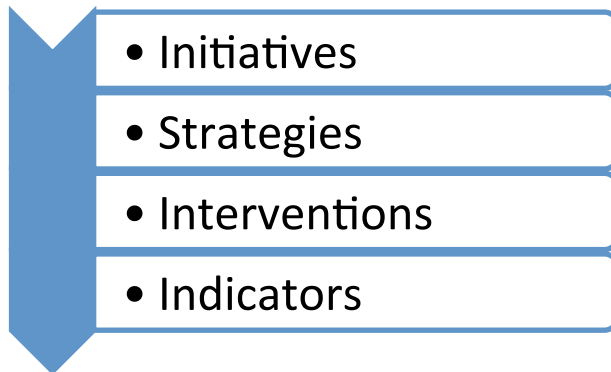 • Initiatives
• Strategies
• Interventions
• Indicators